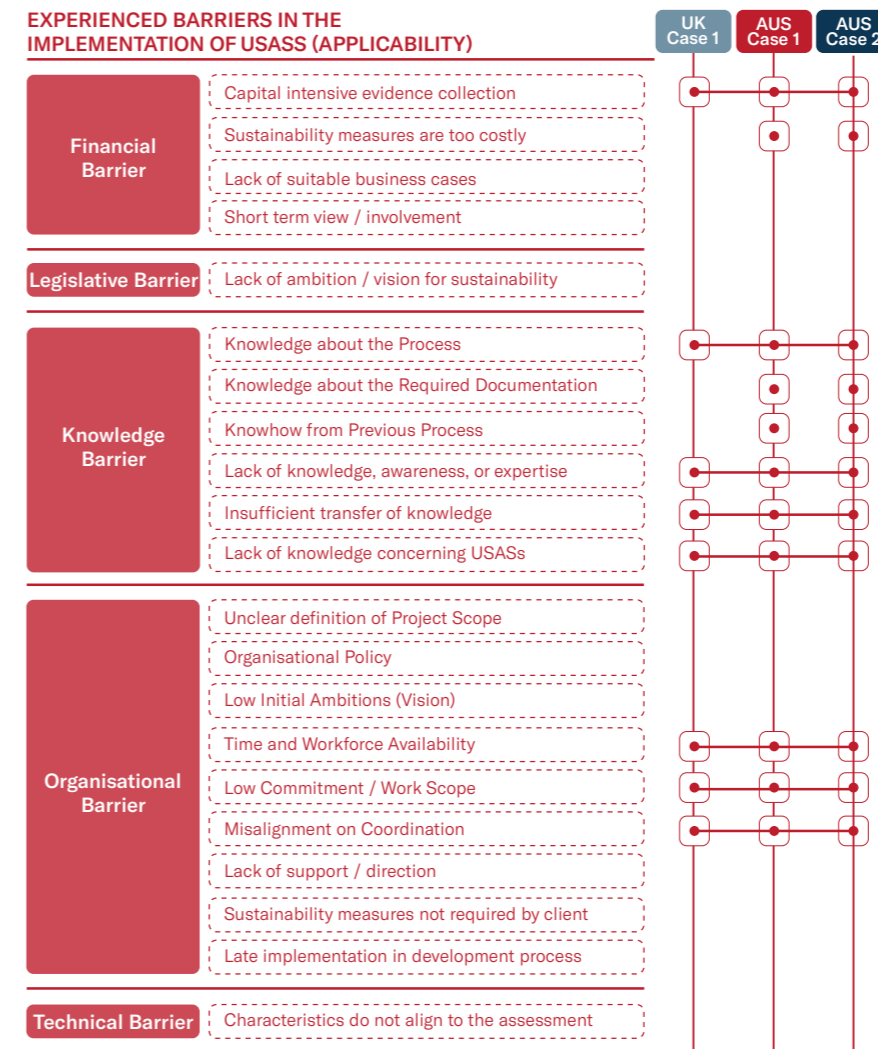 EXPERIENCED BARRIERS IN THE
IMPLEMENTATION OF USASS (APPLICABILITY)
UK
Case 1
AUS
Case 1
AUS
Case 2
Financial
Barrier
Capital intensive evidence collection
Sustainability measures are too costly
Lack of suitable business cases
Short term view / involvement
Legislative Barrier
Lack of ambition / vision for sustainability
Knowledge
Barrier
Knowledge about the Process
Knowledge about the Required Documentation
Knowhow from Previous Process
Lack of knowledge, awareness, or expertise
Insufficient transfer of knowledge
Lack of knowledge concerning USASs
Organisational
Barrier
Unclear definition of Project Scope
Organisational Policy
Low Initial Ambitions (Vision)
Time and Workforce Availability
Low Commitment / Work Scope
Misalignment on Coordination
Lack of support / direction
Sustainability measures not required by client
Late implementation in development process
Technical Barrier
Characteristics do not align to the assessment